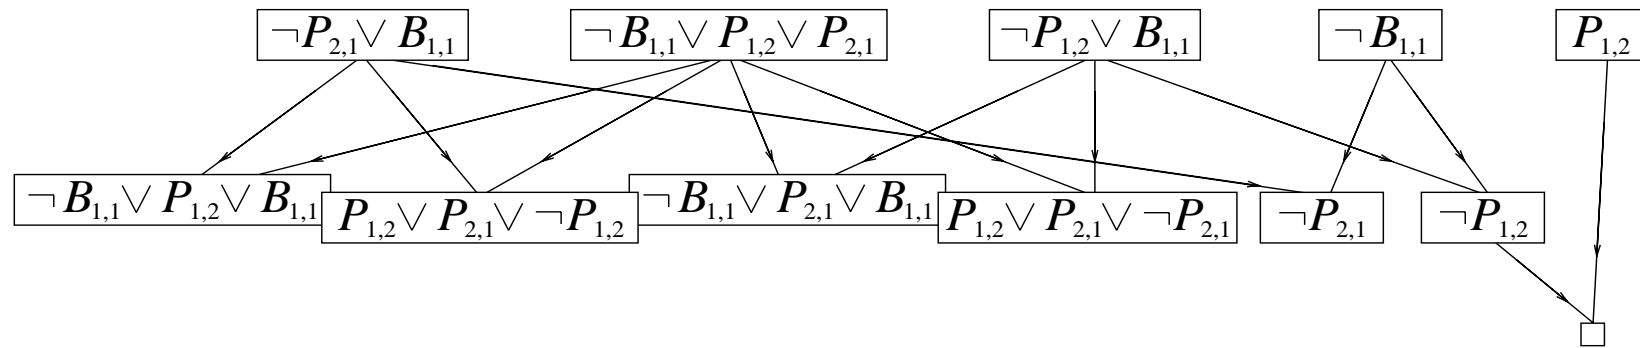 ¬P2,1 ∨ B1,1 ¬B1,1 ∨ P1,2 ∨ P2,1 ¬P1,2 ∨ B1,1 ¬B1,1 P1,2
¬B1,1 ∨ P1,2 ∨ B1,1 P1,2 ∨ P2,1 ∨ ¬P1,2 ¬B1,1 ∨ P2,1 ∨ B1,1 P1,2 ∨ P2,1 ∨ ¬P2,1 ¬P2,1 ¬P1,2